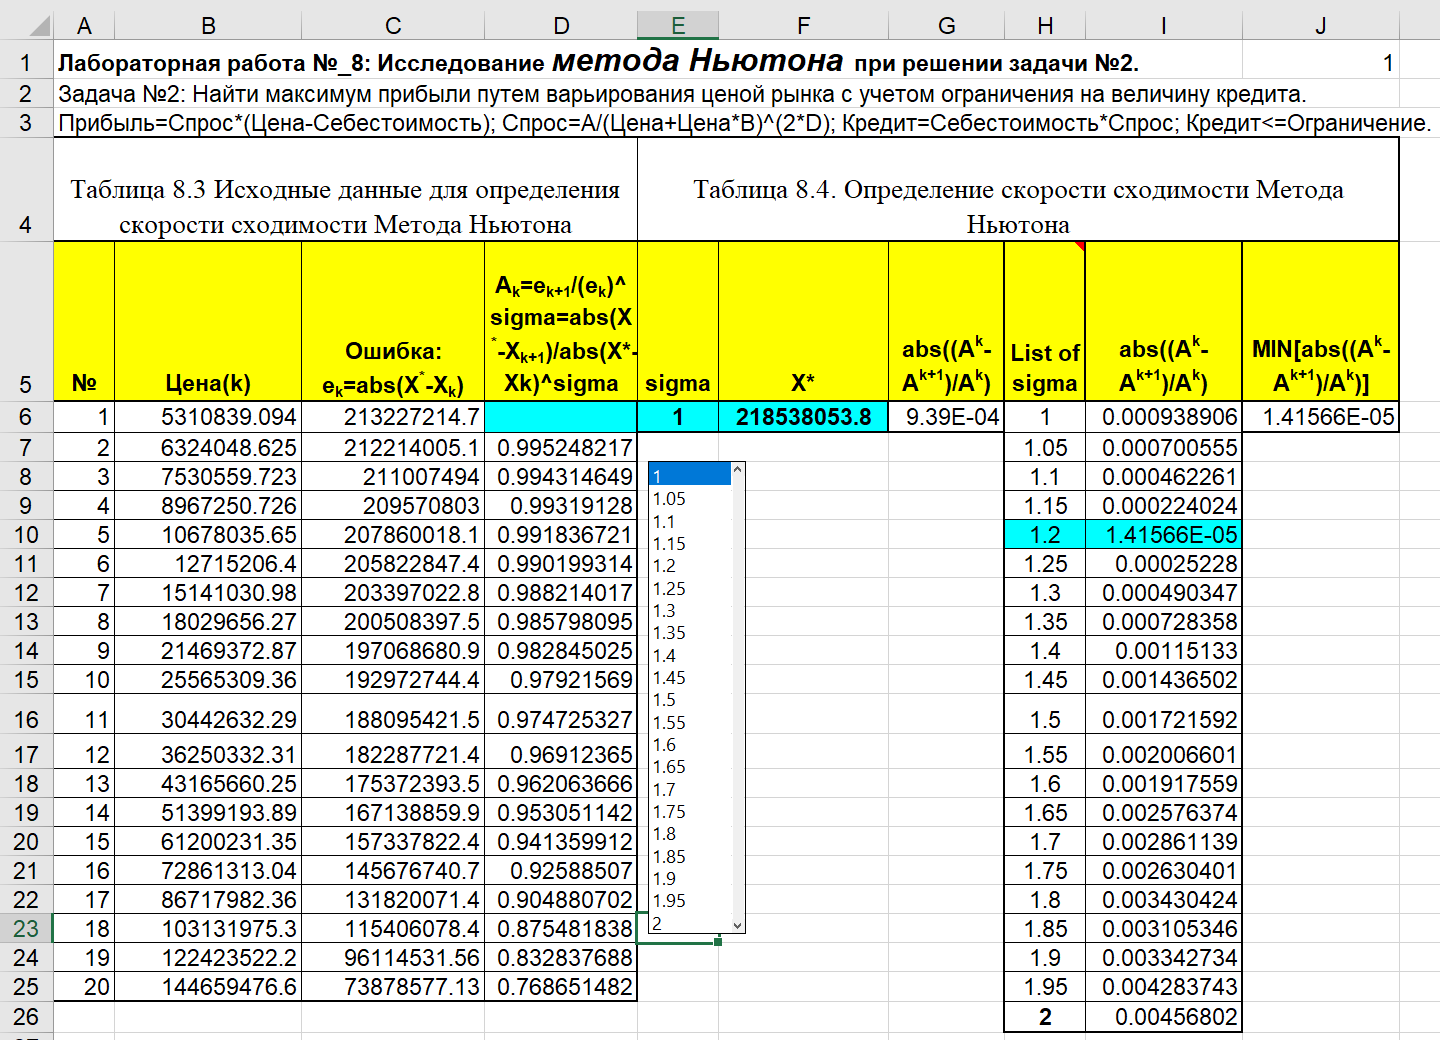 A B C D E F G H I J
1 Лабораторная работа №_8: Исследование метода Ньютона при решении задачи №2. 1
2 Задача №2: Найти максимум прибыли путем варьирования ценой рынка с учетом ограничения на величину кредита.
3 Прибыль=Спрос*(Цена-Себестоимость); Спрос=А/(Цена+Цена*В)^(2*D); Кредит=Себестоимость*Спрос; Кредит<=Ограничение.
Таблица 8.3 Исходные данные для определения
скорости сходимости Метода Ньютона
Таблица 8.4. Определение скорости сходимости Метода
Ньютона
4
5
№
Цена(k)
Ошибка:
ek=abs(X*-Xk)
Ak=ek+1/(ek)^
sigma=abs(X
*-Xk+1)/abs(X*-
Xk)^sigma
sigma
X*
abs((A^k-
A^k+1)/A^k)
List of
sigma
abs((A^k-
A^k+1)/A^k)
MIN[abs((A^k-
A^k+1)/A^k)]
6 1 5310839.094 213227214.7 1 218538053.8 9.39E-04 1 0.000938906 1.41566E-05
7 2 6324048.625 212214005.1 0.995248217 1.05 0.000700555
8 3 7530559.723 211007494 0.994314649 1.1 0.000462261
9 4 8967250.726 209570803 0.99319128 1.15 0.000224024
10 5 10678035.65 207860018.1 0.991836721 1.2 1.41566E-05
11 6 12715206.4 205822847.4 0.990199314 1.25 0.00025228
12 7 15141030.98 203397022.8 0.988214017 1.3 0.000490347
13 8 18029656.27 200508397.5 0.985798095 1.35 0.000728358
14 9 21469372.87 197068680.9 0.982845025 1.4 0.00115133
15 10 25565309.36 192972744.4 0.97921569 1.45 0.001436502
16 11 30442632.29 188095421.5 0.974725327 1.5 0.001721592
17 12 36250332.31 182287721.4 0.96912365 1.55 0.002006601
18 13 43165660.25 175372393.5 0.962063666 1.6 0.001917559
19 14 51399193.89 167138859.9 0.953051142 1.65 0.002576374
20 15 61200231.35 157337822.4 0.941359912 1.7 0.002861139
21 16 72861313.04 145676740.7 0.92588507 1.75 0.002630401
22 17 86717982.36 131820071.4 0.904880702 1.8 0.003430424
23 18 103131975.3 115406078.4 0.875481838 1.85 0.003105346
24 19 122423522.2 96114531.56 0.832837688 1.9 0.003342734
25 20 144659476.6 73878577.13 0.768651482 1.95 0.004283743
26 2 0.00456802
1
1.05
1.1
1.15
1.2
1.25
1.3
1.35
1.4
1.45
1.5
1.55
1.6
1.65
1.7
1.75
1.8
1.85
1.9
1.95
2